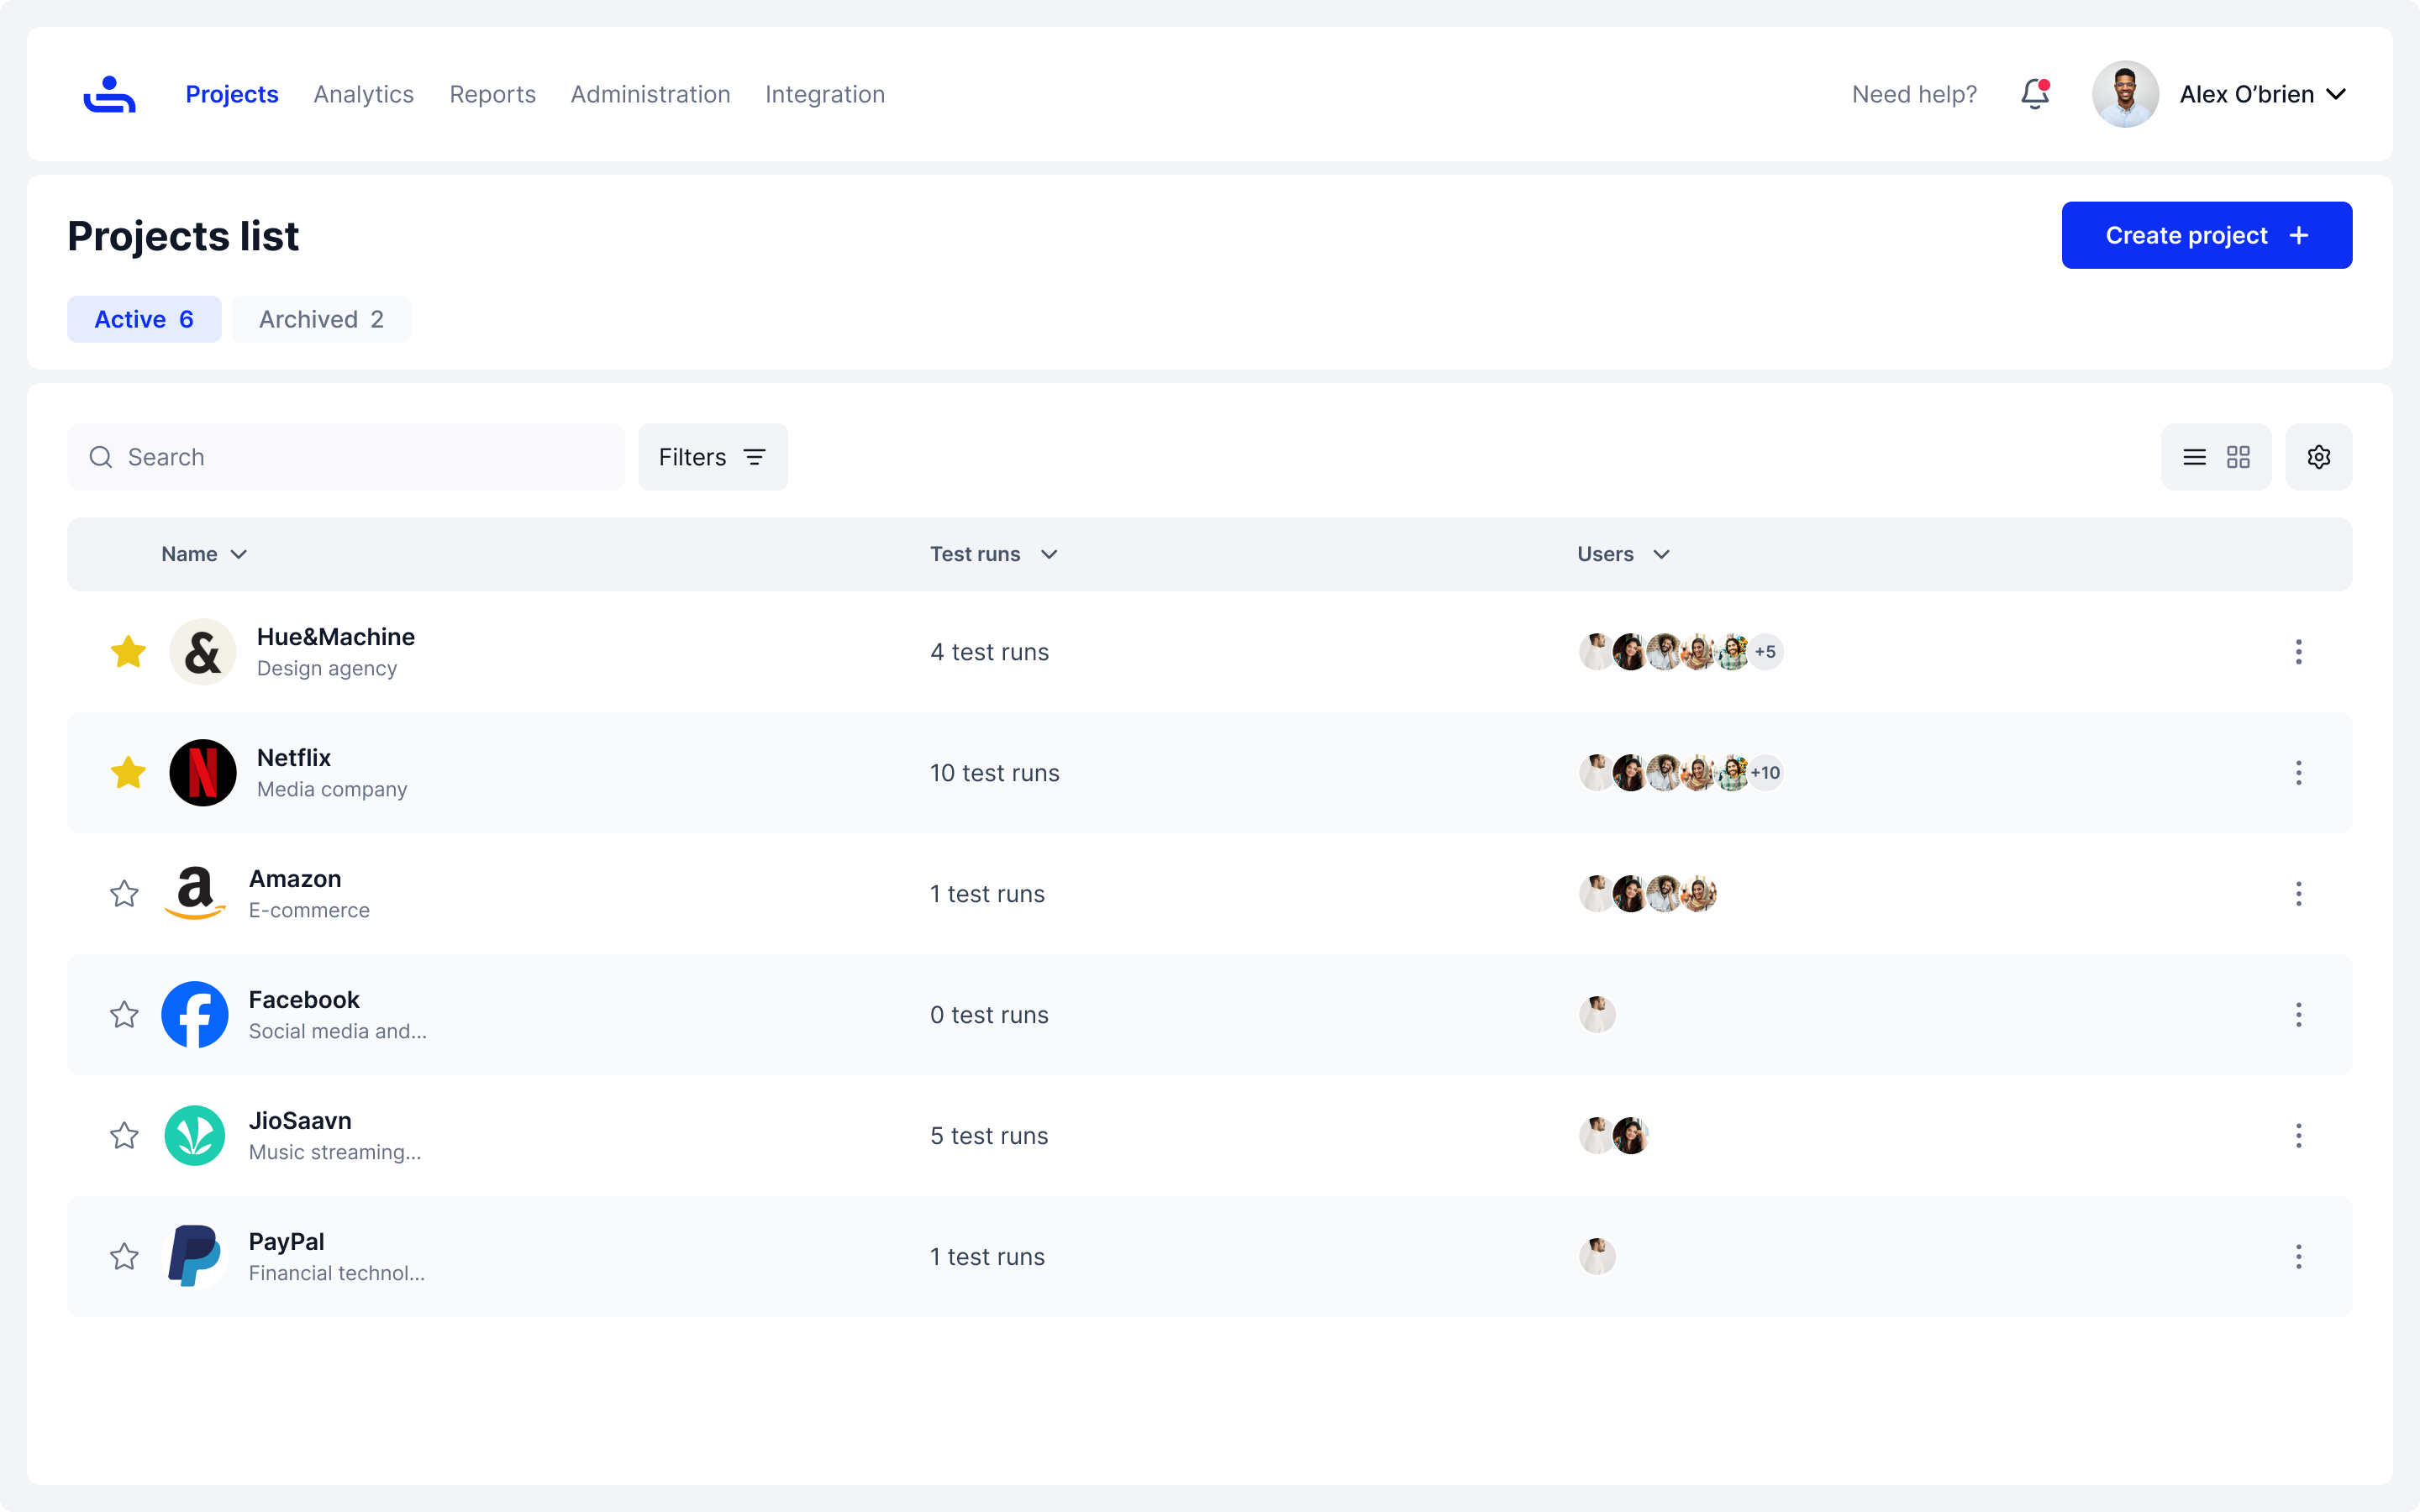 Projects Analytics Reports Administration Integration Need help? Alex O’brien
Projects list Create project
Active 6 Archived 2
Search Filters
Name Test runs Users
Hue&Machine
Design agency
4 test runs +5
Netflix
Media company
10 test runs +10
Amazon
E-commerce
1 test runs
Facebook
Social media and...
0 test runs
JioSaavn
Music streaming...
5 test runs
PayPal
Financial technol...
1 test runs